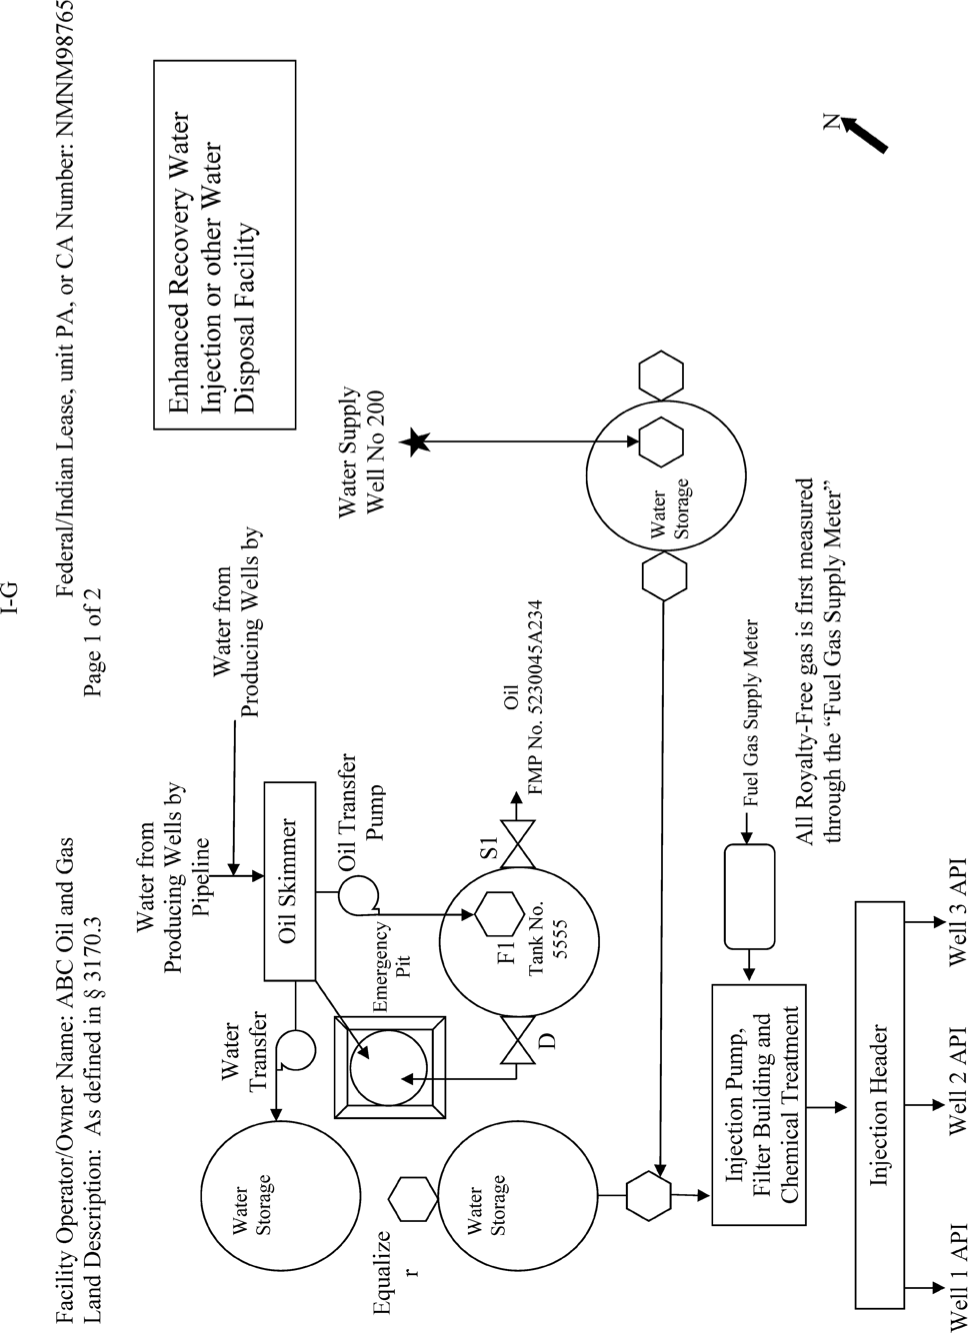 I-G
Facility Operator/Owner Name: ABC Oil and Gas
Federal/Indian Lease, unit PA, or CA Number: NMNM98765
Land Description: As defined in § 3170.3
Page 1 of 2
Enhanced Recovery Water
Injection or other Water
Disposal Facility
Water from
Producing Wells by
Pipeline
Water from
Producing Wells by
Oil Skimmer
Water
Transfer
Oil Transfer
Pump
Emergency
Pit
Water Supply
Well No 200
Water
Storage
Equalize
r
Water
Storage
F1
Tank No.
5555
D
S1
Oil
FMP No. 5230045A234
Water
Storage
Injection Pump,
Filter Building and
Chemical Treatment
Fuel Gas Supply Meter
All Royalty-Free gas is first measured
through the “Fuel Gas Supply Meter”
N
Injection Header
Well 1 API
Well 2 API
Well 3 API